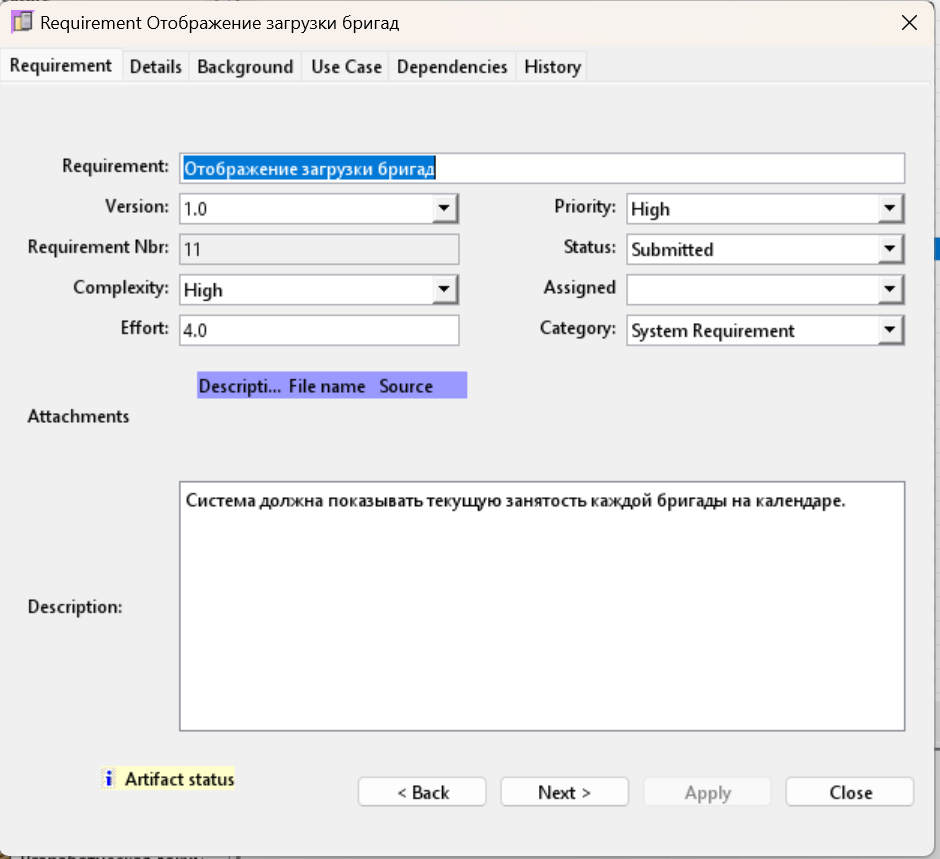 Requirement Отображение загрузки бригад
Requirement Details Background Use Case Dependencies History
Requirement: Отображение загрузки бригад
Version: 1.0 Priority: High
Requirement Nbr: 11 Status: Submitted
Complexity: High Assigned
Effort: 4.0 Category: System Requirement
Descripti... File name Source
Attachments
Система должна показывать текущую занятость каждой бригады на календаре.
Description:
i Artifact status
< Back Next > Apply Close